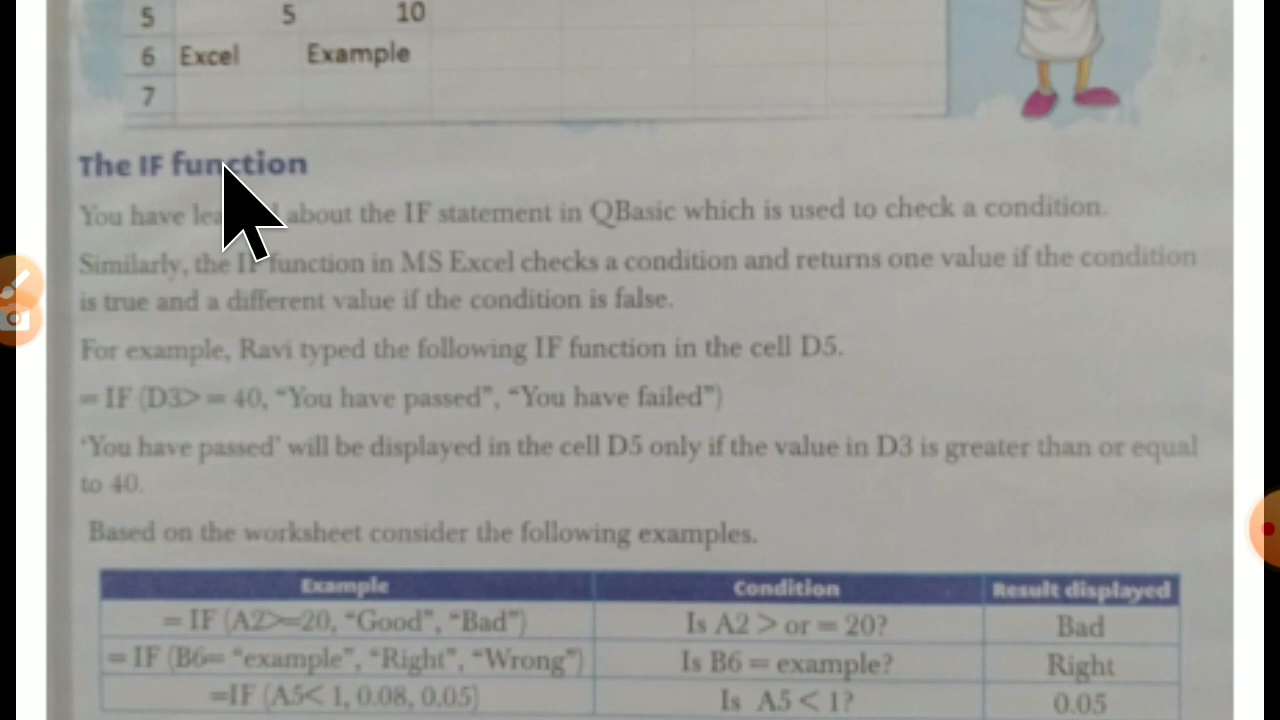 5 5 10
6 Excel Example
7
The IF function
You have about the IF statement in QBasic which is used to check a condition.
Similarly, the IF function in MS Excel checks a condition and returns one value if the condition
is true and a different value if the condition is false.
For example, Ravi typed the following IF function in the cell D5.
= IF (D3>= 40, “You have passed”, “You have failed”)
‘You have passed’ will be displayed in the cell D5 only if the value in D3 is greater than or equal
to 40.
Based on the worksheet consider the following examples.
Example Condition Result displayed
= IF (A2>=20, “Good”, “Bad”) Is A2 > or = 20? Bad
= IF (B6= “example”, “Right”, “Wrong”) Is B6 = example? Right
=IF (A5< 1, 0.08, 0.05) Is A5 < 1? 0.05